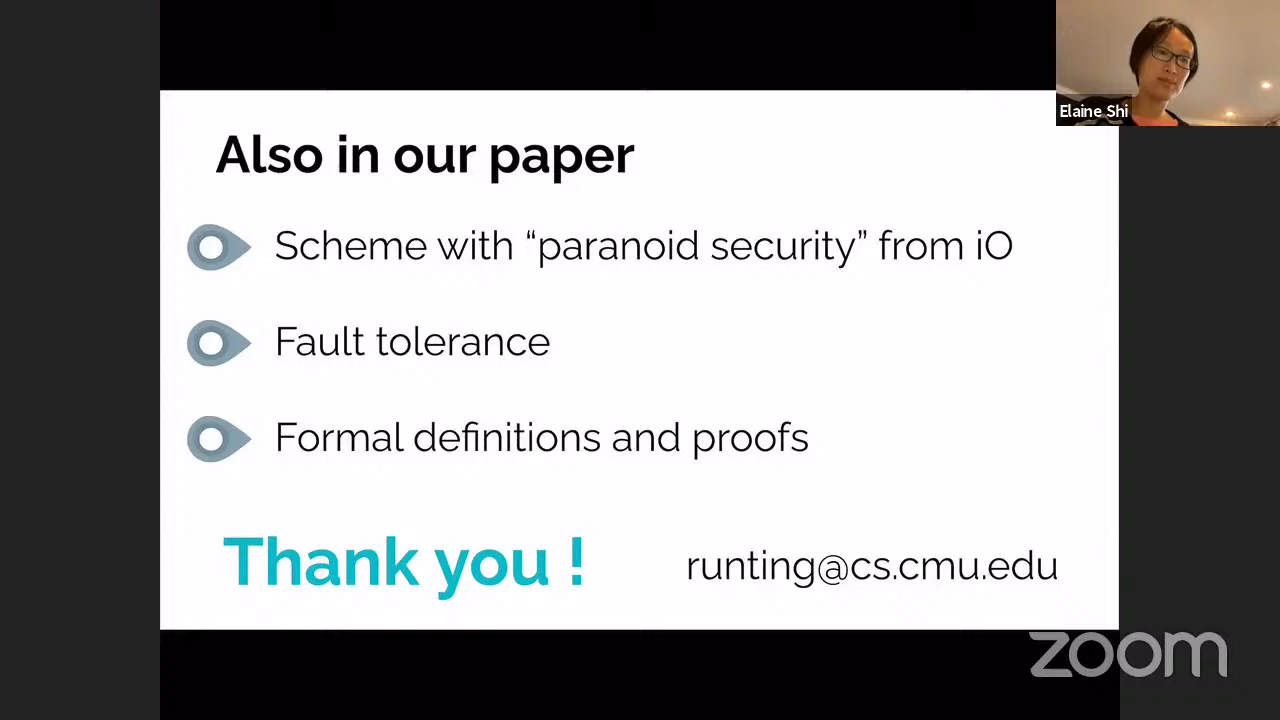 Elaine Shi
Also in our paper
Scheme with “paranoid security” from iO
Fault tolerance
Formal definitions and proofs
Thank you !
runting@cs.cmu.edu
zoom